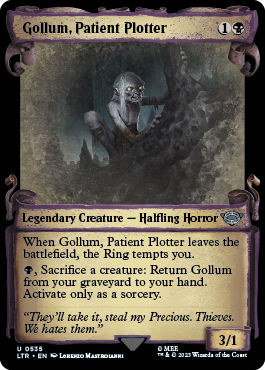 Gollum, Patient Plotter 1
Legendary Creature — Halfling Horror
When Gollum, Patient Plotter leaves the
battlefield, the Ring tempts you.
, Sacrifice a creature: Return Gollum
from your graveyard to your hand.
Activate only as a sorcery.
“They’ll take it, steal my Precious. Thieves.
We hates them.”
3/1
U 0535
LTR • EN Lorenzo Mastroianni
© MEE
™ & © 2023 Wizards of the Coast